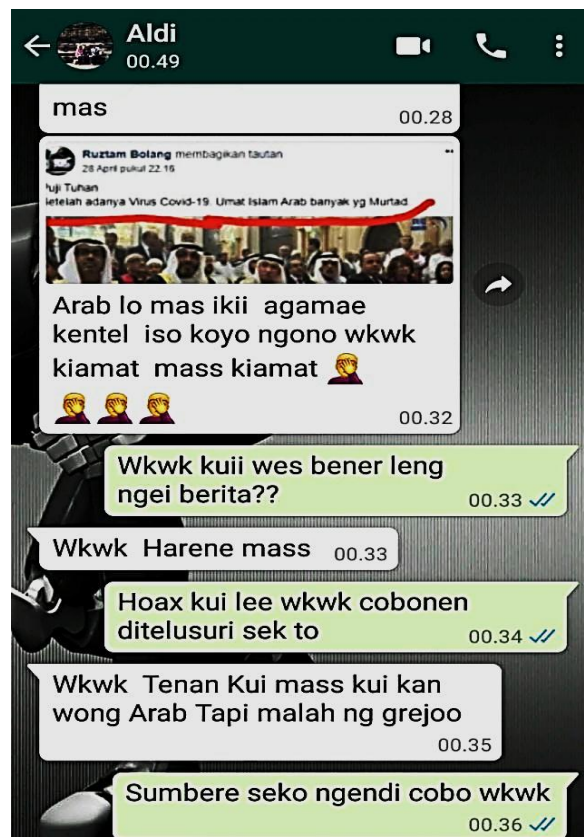 Aldi
00.49
mas
00.28
Ruztam Bolang membagikan tautan
28 April pukul 22.16
Puji Tuhan
setelah adanya Virus Covid-19. Umat Islam Arab banyak yg Murtad
Arab lo mas ikii agamae
kentel iso koyo ngono wkwk
kiamat mass kiamat 🤦
🤦 🤦 🤦
00.32
Wkwk kuii wes bener leng
ngei berita??
00.33
Wkwk Harene mass 00.33
Hoax kui lee wkwk cobonen
ditelusuri sek to
00.34
Wkwk Tenan Kui mass kui kan
wong Arab Tapi malah ng grejoo
00.35
Sumbere seko ngendi cobo wkwk
00.36